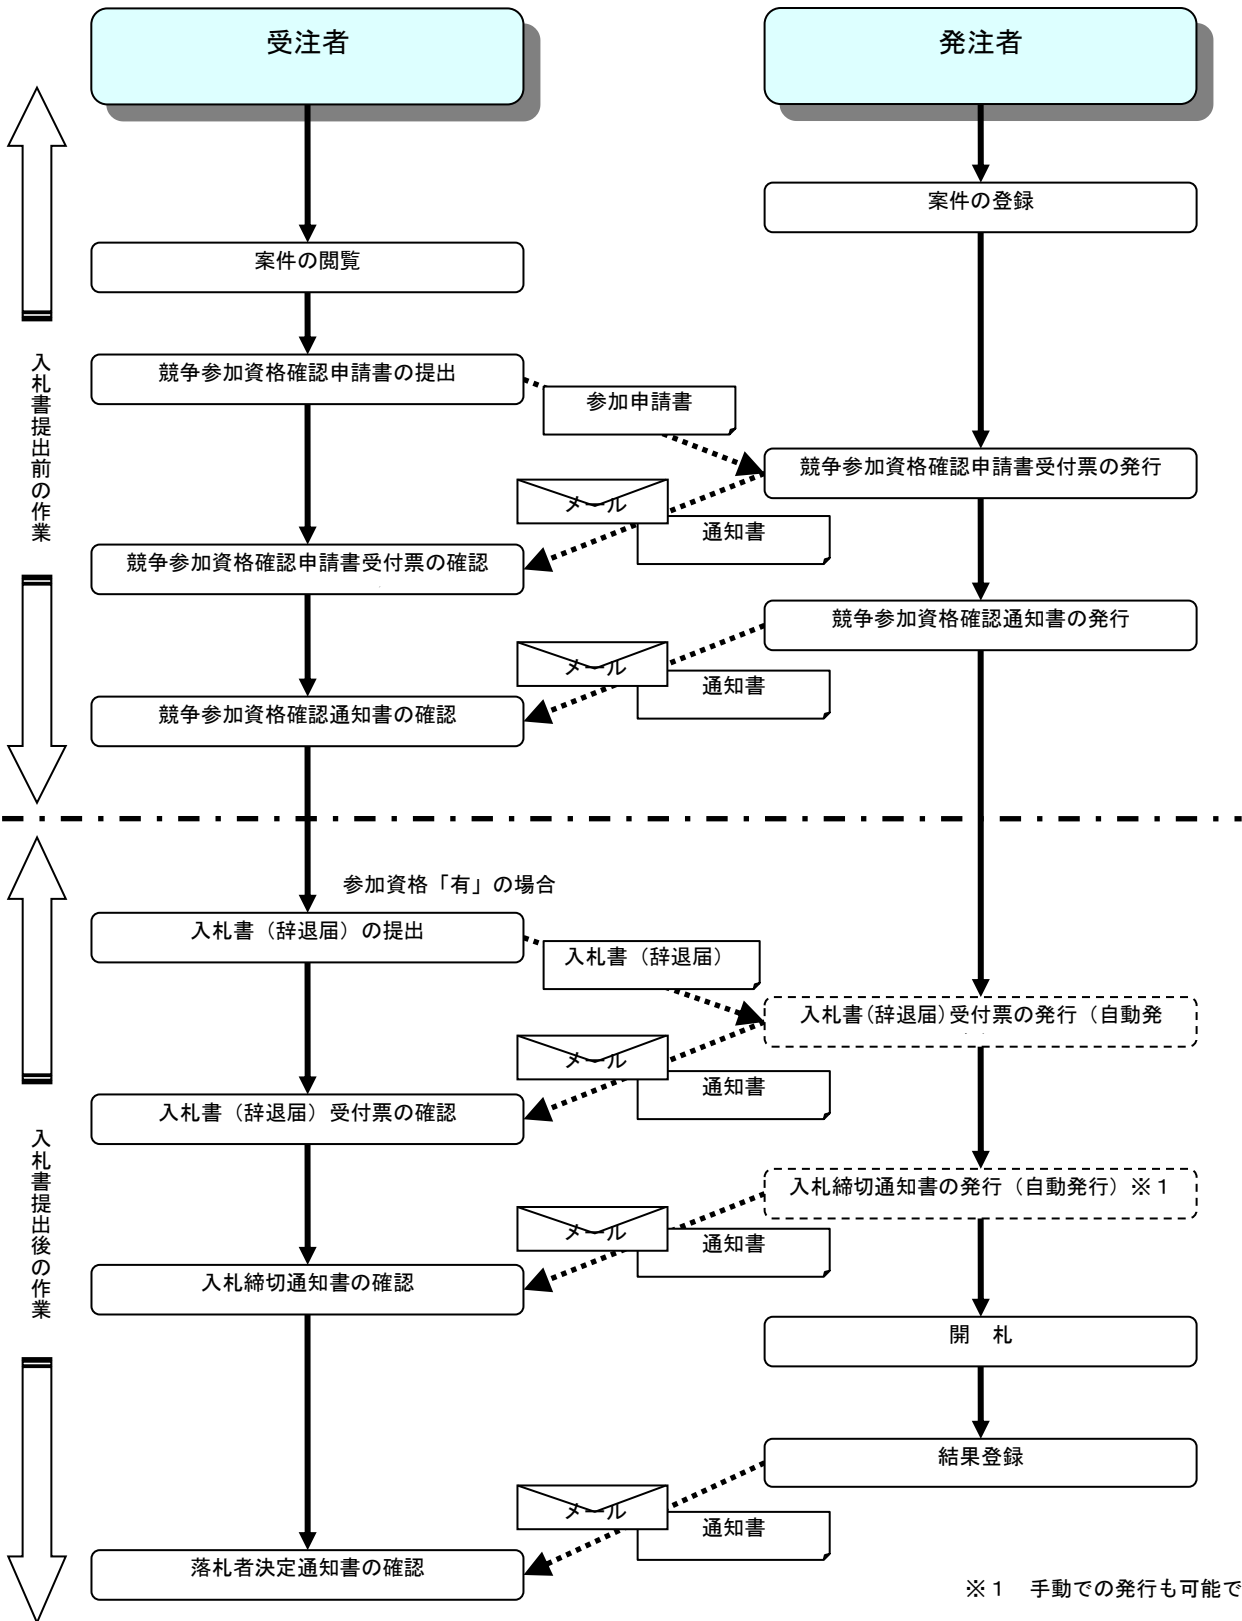 受注者
発注者
案件の登録
案件の閲覧
入札書提出前の作業
競争参加資格確認申請書の提出
参加申請書
競争参加資格確認申請書受付票の発行
メール
通知書
競争参加資格確認申請書受付票の確認
競争参加資格確認通知書の発行
メール
通知書
競争参加資格確認通知書の確認
参加資格「有」の場合
入札書（辞退届）の提出
入札書（辞退届）
入札書(辞退届)受付票の発行（自動発
メール
通知書
入札書（辞退届）受付票の確認
入札書提出後の作業
入札締切通知書の発行（自動発行）※１
メール
通知書
入札締切通知書の確認
開　札
結果登録
メール
通知書
落札者決定通知書の確認
※１　手動での発行も可能で